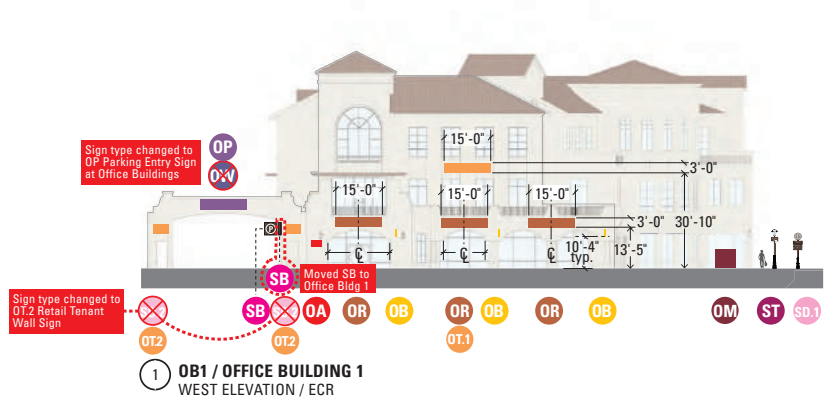 Sign type changed to
OP Parking Entry Sign
at Office Buildings
OP
15'-0"
3'-0"
15'-0"
15'-0"
15'-0"
3'-0"
30'-10"
10'-4"
typ.
13'-5"
P
℄
℄
℄
SB
Moved SB to
Office Bldg 1
Sign type changed to
OT.2 Retail Tenant
Wall Sign
SB
OA
OR
OB
OR
OB
OR
OB
OM
ST
SD.1
OT.2
OT.2
OT.1
1
OB1 / OFFICE BUILDING 1
WEST ELEVATION / ECR